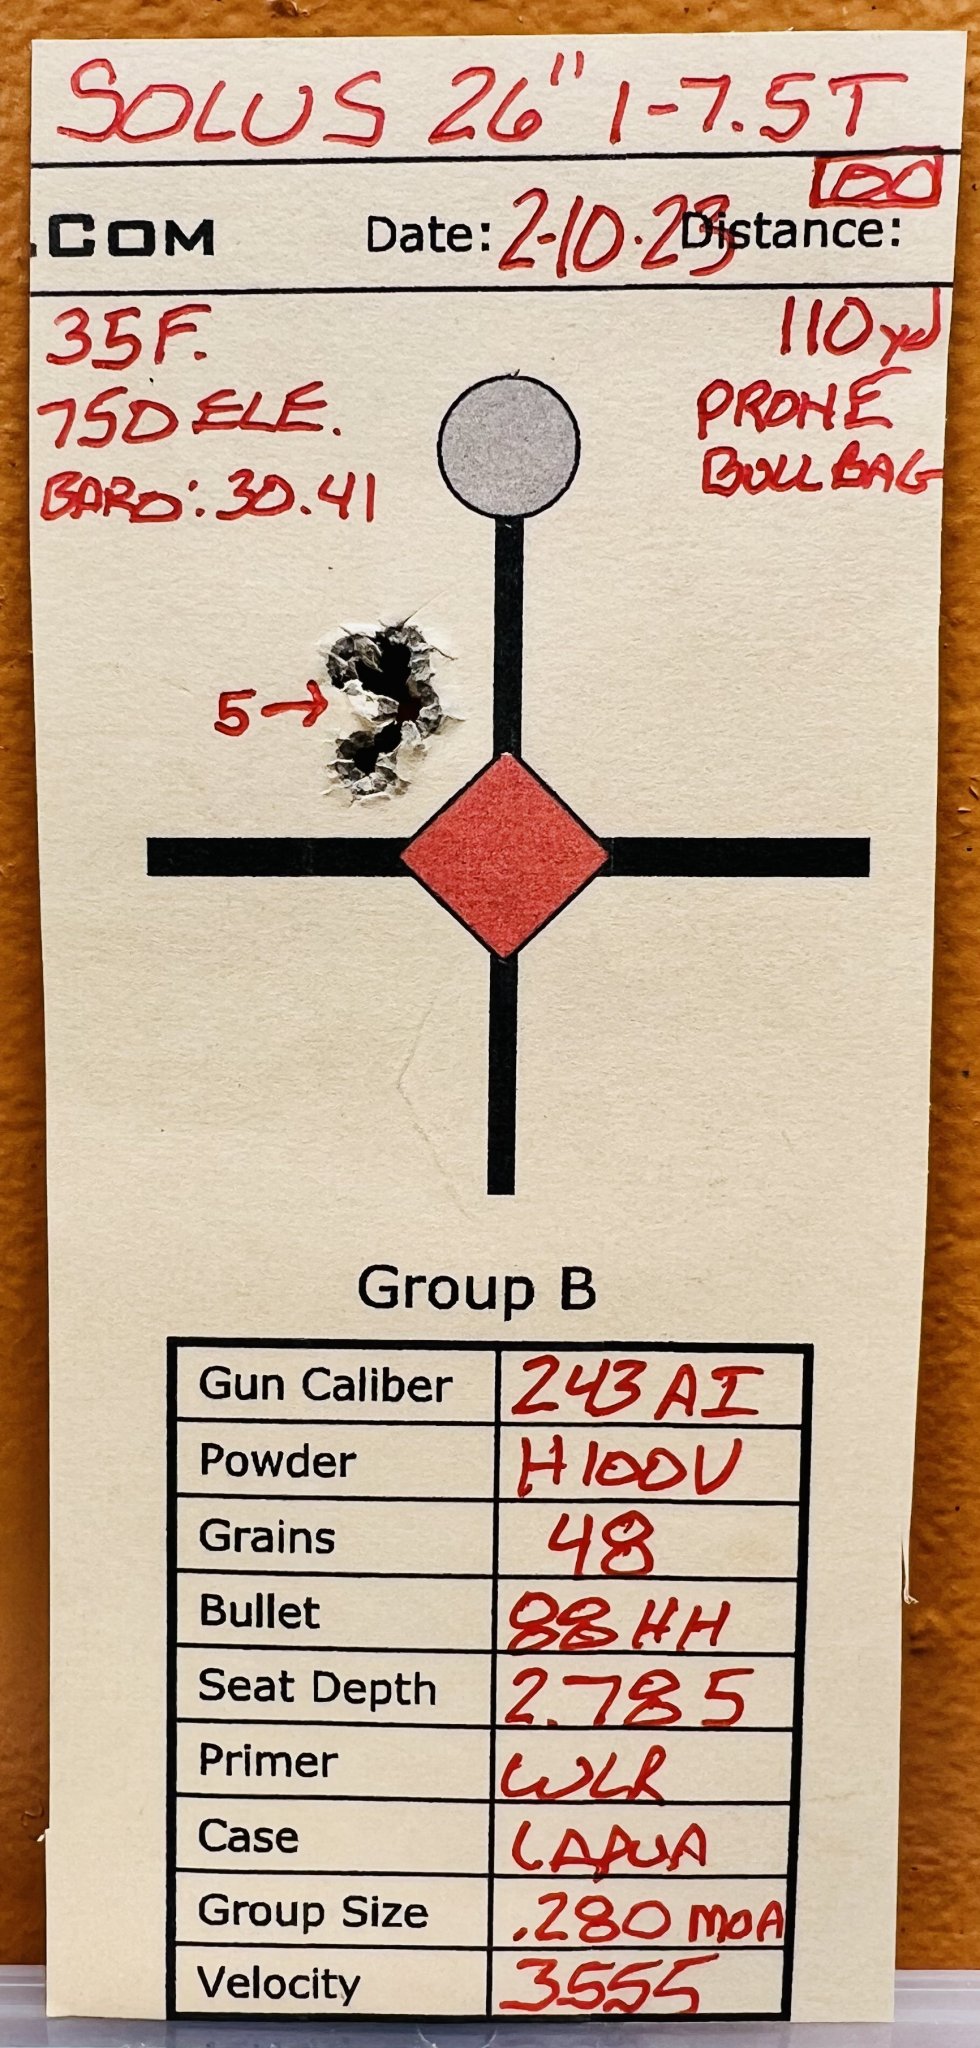 SOLUS 26" 1-7.5T
.COM Date: 2-10-23 Distance: 100
35F. 110yd
750 ELE. PRONE
BARO: 30.41 BULLBAG
5→
Group B
Gun Caliber 243 AI
Powder H100V
Grains 48
Bullet 88 HH
Seat Depth 2.785
Primer WLR
Case LAPUA
Group Size .280 MOA
Velocity 3555